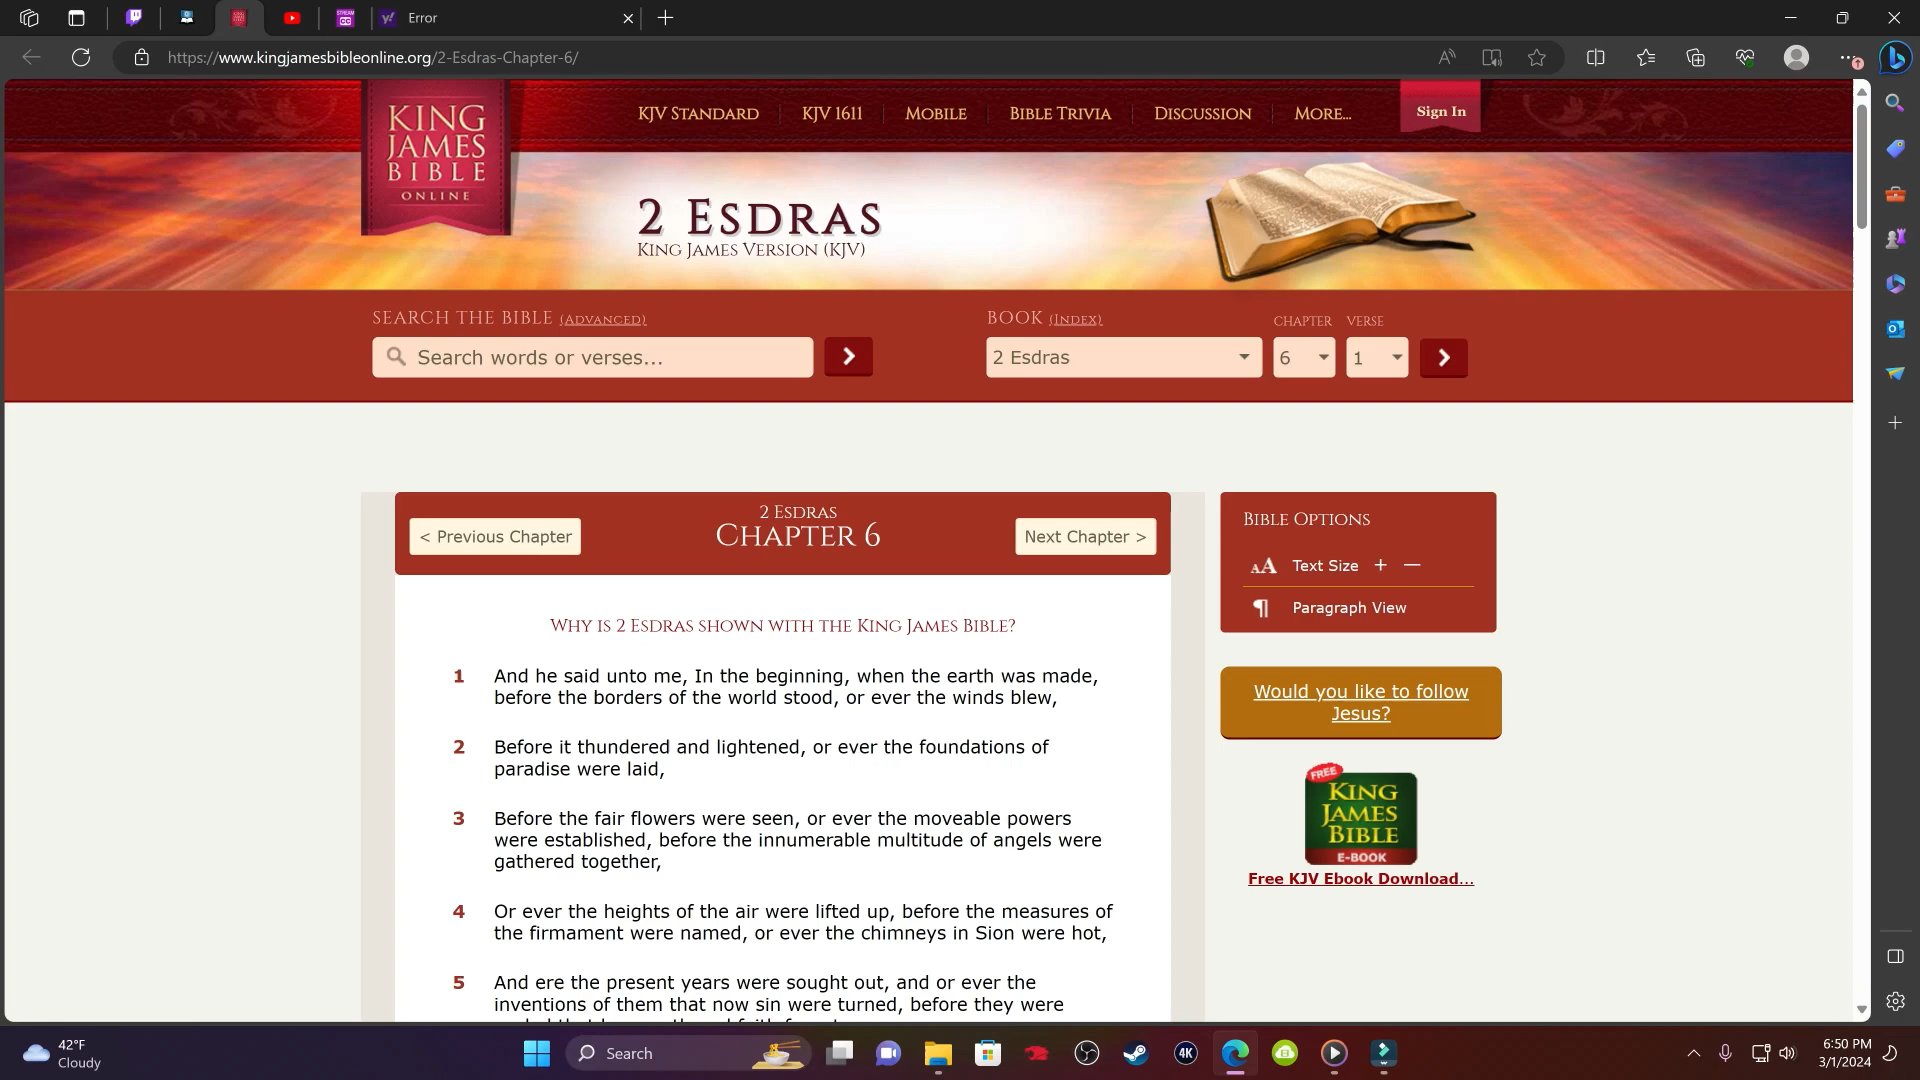 Error
https://www.kingjamesbibleonline.org/2-Esdras-Chapter-6/
KING
JAMES
BIBLE
ONLINE
KJV Standard
KJV 1611
Mobile
Bible Trivia
Discussion
More...
Sign In
2 Esdras
King James Version (KJV)
Search the Bible (Advanced)
Book (Index)
Chapter
Verse
Search words or verses...
2 Esdras
6
1
2 Esdras
< Previous Chapter
Chapter 6
Next Chapter >
Why is 2 Esdras shown with the King James Bible?
1 And he said unto me, In the beginning, when the earth was made,
before the borders of the world stood, or ever the winds blew,
2 Before it thundered and lightened, or ever the foundations of
paradise were laid,
3 Before the fair flowers were seen, or ever the moveable powers
were established, before the innumerable multitude of angels were
gathered together,
4 Or ever the heights of the air were lifted up, before the measures of
the firmament were named, or ever the chimneys in Sion were hot,
5 And ere the present years were sought out, and or ever the
inventions of them that now sin were turned, before they were
Bible Options
AA Text Size + —
¶ Paragraph View
Would you like to follow
Jesus?
FREE
KING
JAMES
BIBLE
E-BOOK
Free KJV Ebook Download...
42°F
Cloudy
Search
4K
6:50 PM
3/1/2024